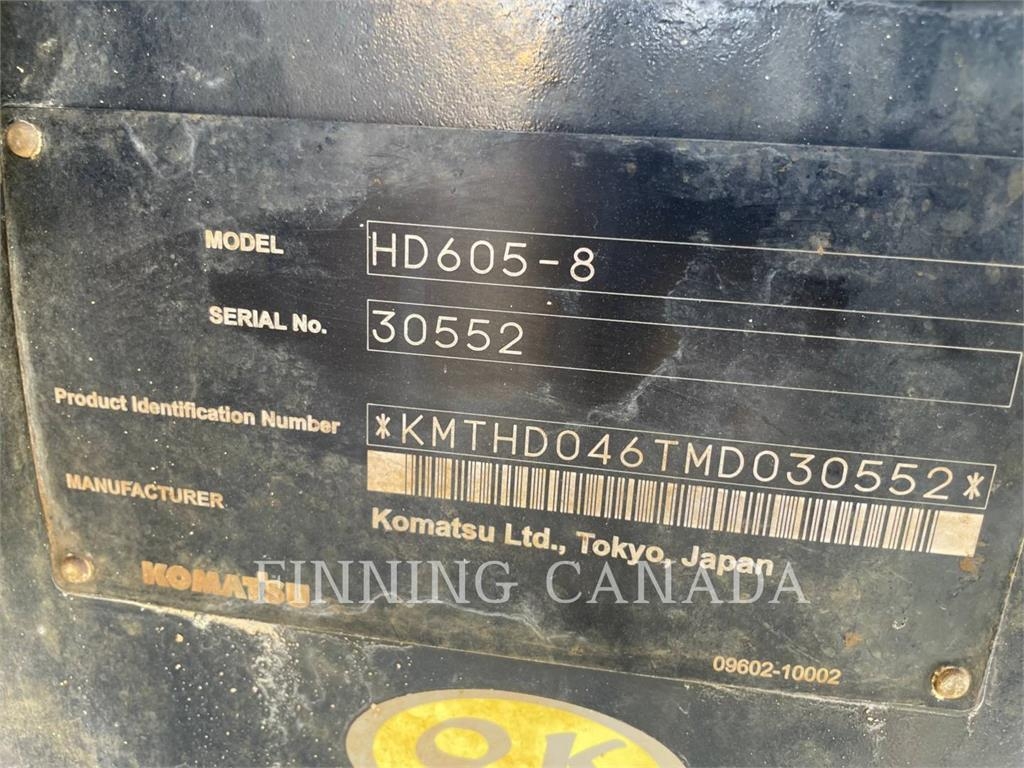 MODEL HD605-8
SERIAL No. 30552
Product Identification Number *KMTHD046TMD030552*
MANUFACTURER
Komatsu Ltd., Tokyo, Japan
KOMATSU
FINNING CANADA
09602-10002
OK